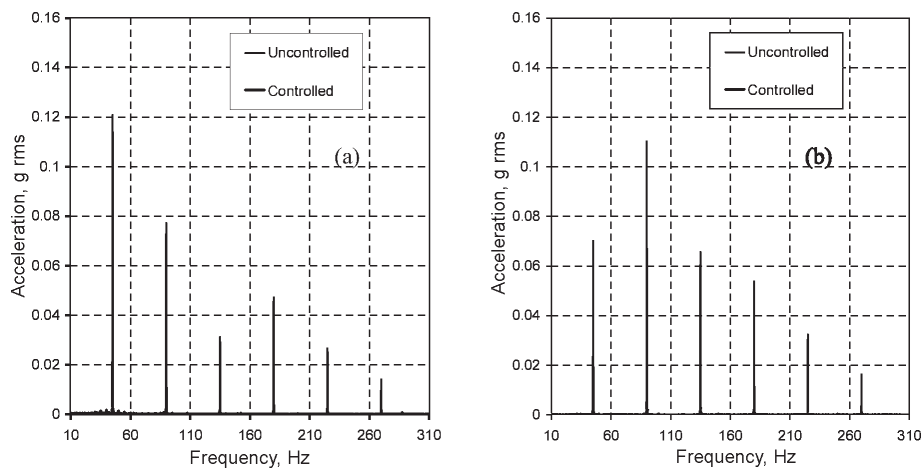 0.16
0.14
0.12
0.1
0.08
0.06
0.04
0.02
0
Acceleration, g rms
Uncontrolled
Controlled
(a)
10 60 110 160 210 260 310
Frequency, Hz
0.16
0.14
0.12
0.1
0.08
0.06
0.04
0.02
0
Acceleration, g rms
Uncontrolled
Controlled
(b)
10 60 110 160 210 260 310
Frequency, Hz